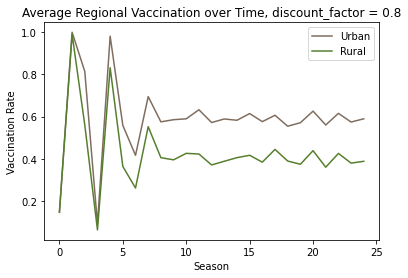 Average Regional Vaccination over Time, discount_factor = 0.8
Urban
Rural
Vaccination Rate
1.0
0.8
0.6
0.4
0.2
0
5
10
15
20
25
Season